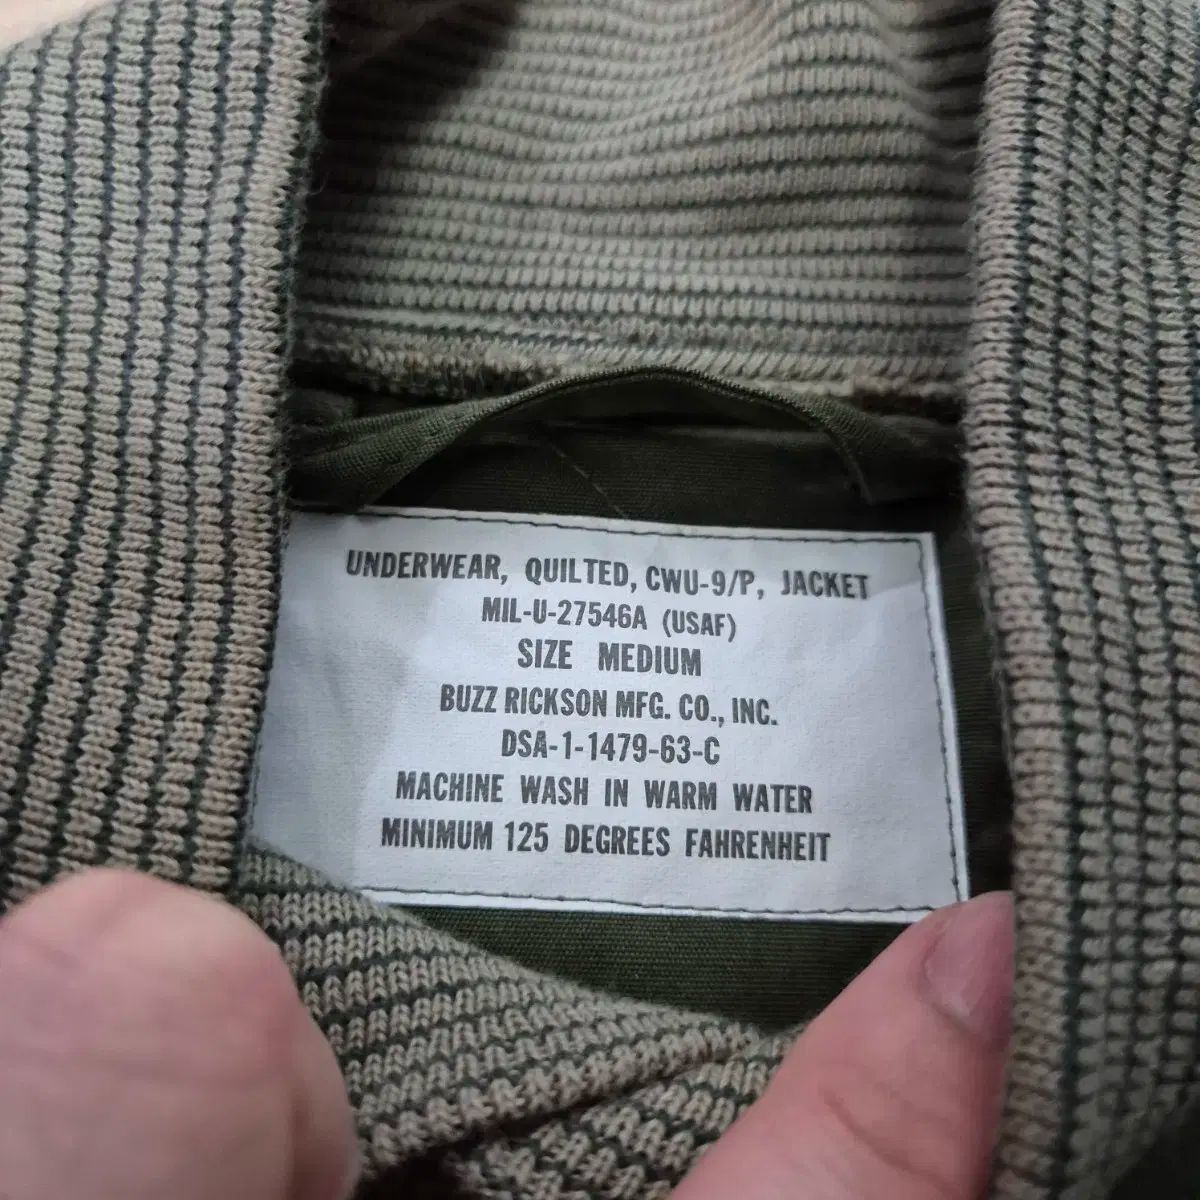 UNDERWEAR, QUILTED, CWU-9/P, JACKET
MIL-U-27546A (USAF)
SIZE MEDIUM
BUZZ RICKSON MFG. CO., INC.
DSA-1-1479-63-C
MACHINE WASH IN WARM WATER
MINIMUM 125 DEGREES FAHRENHEIT